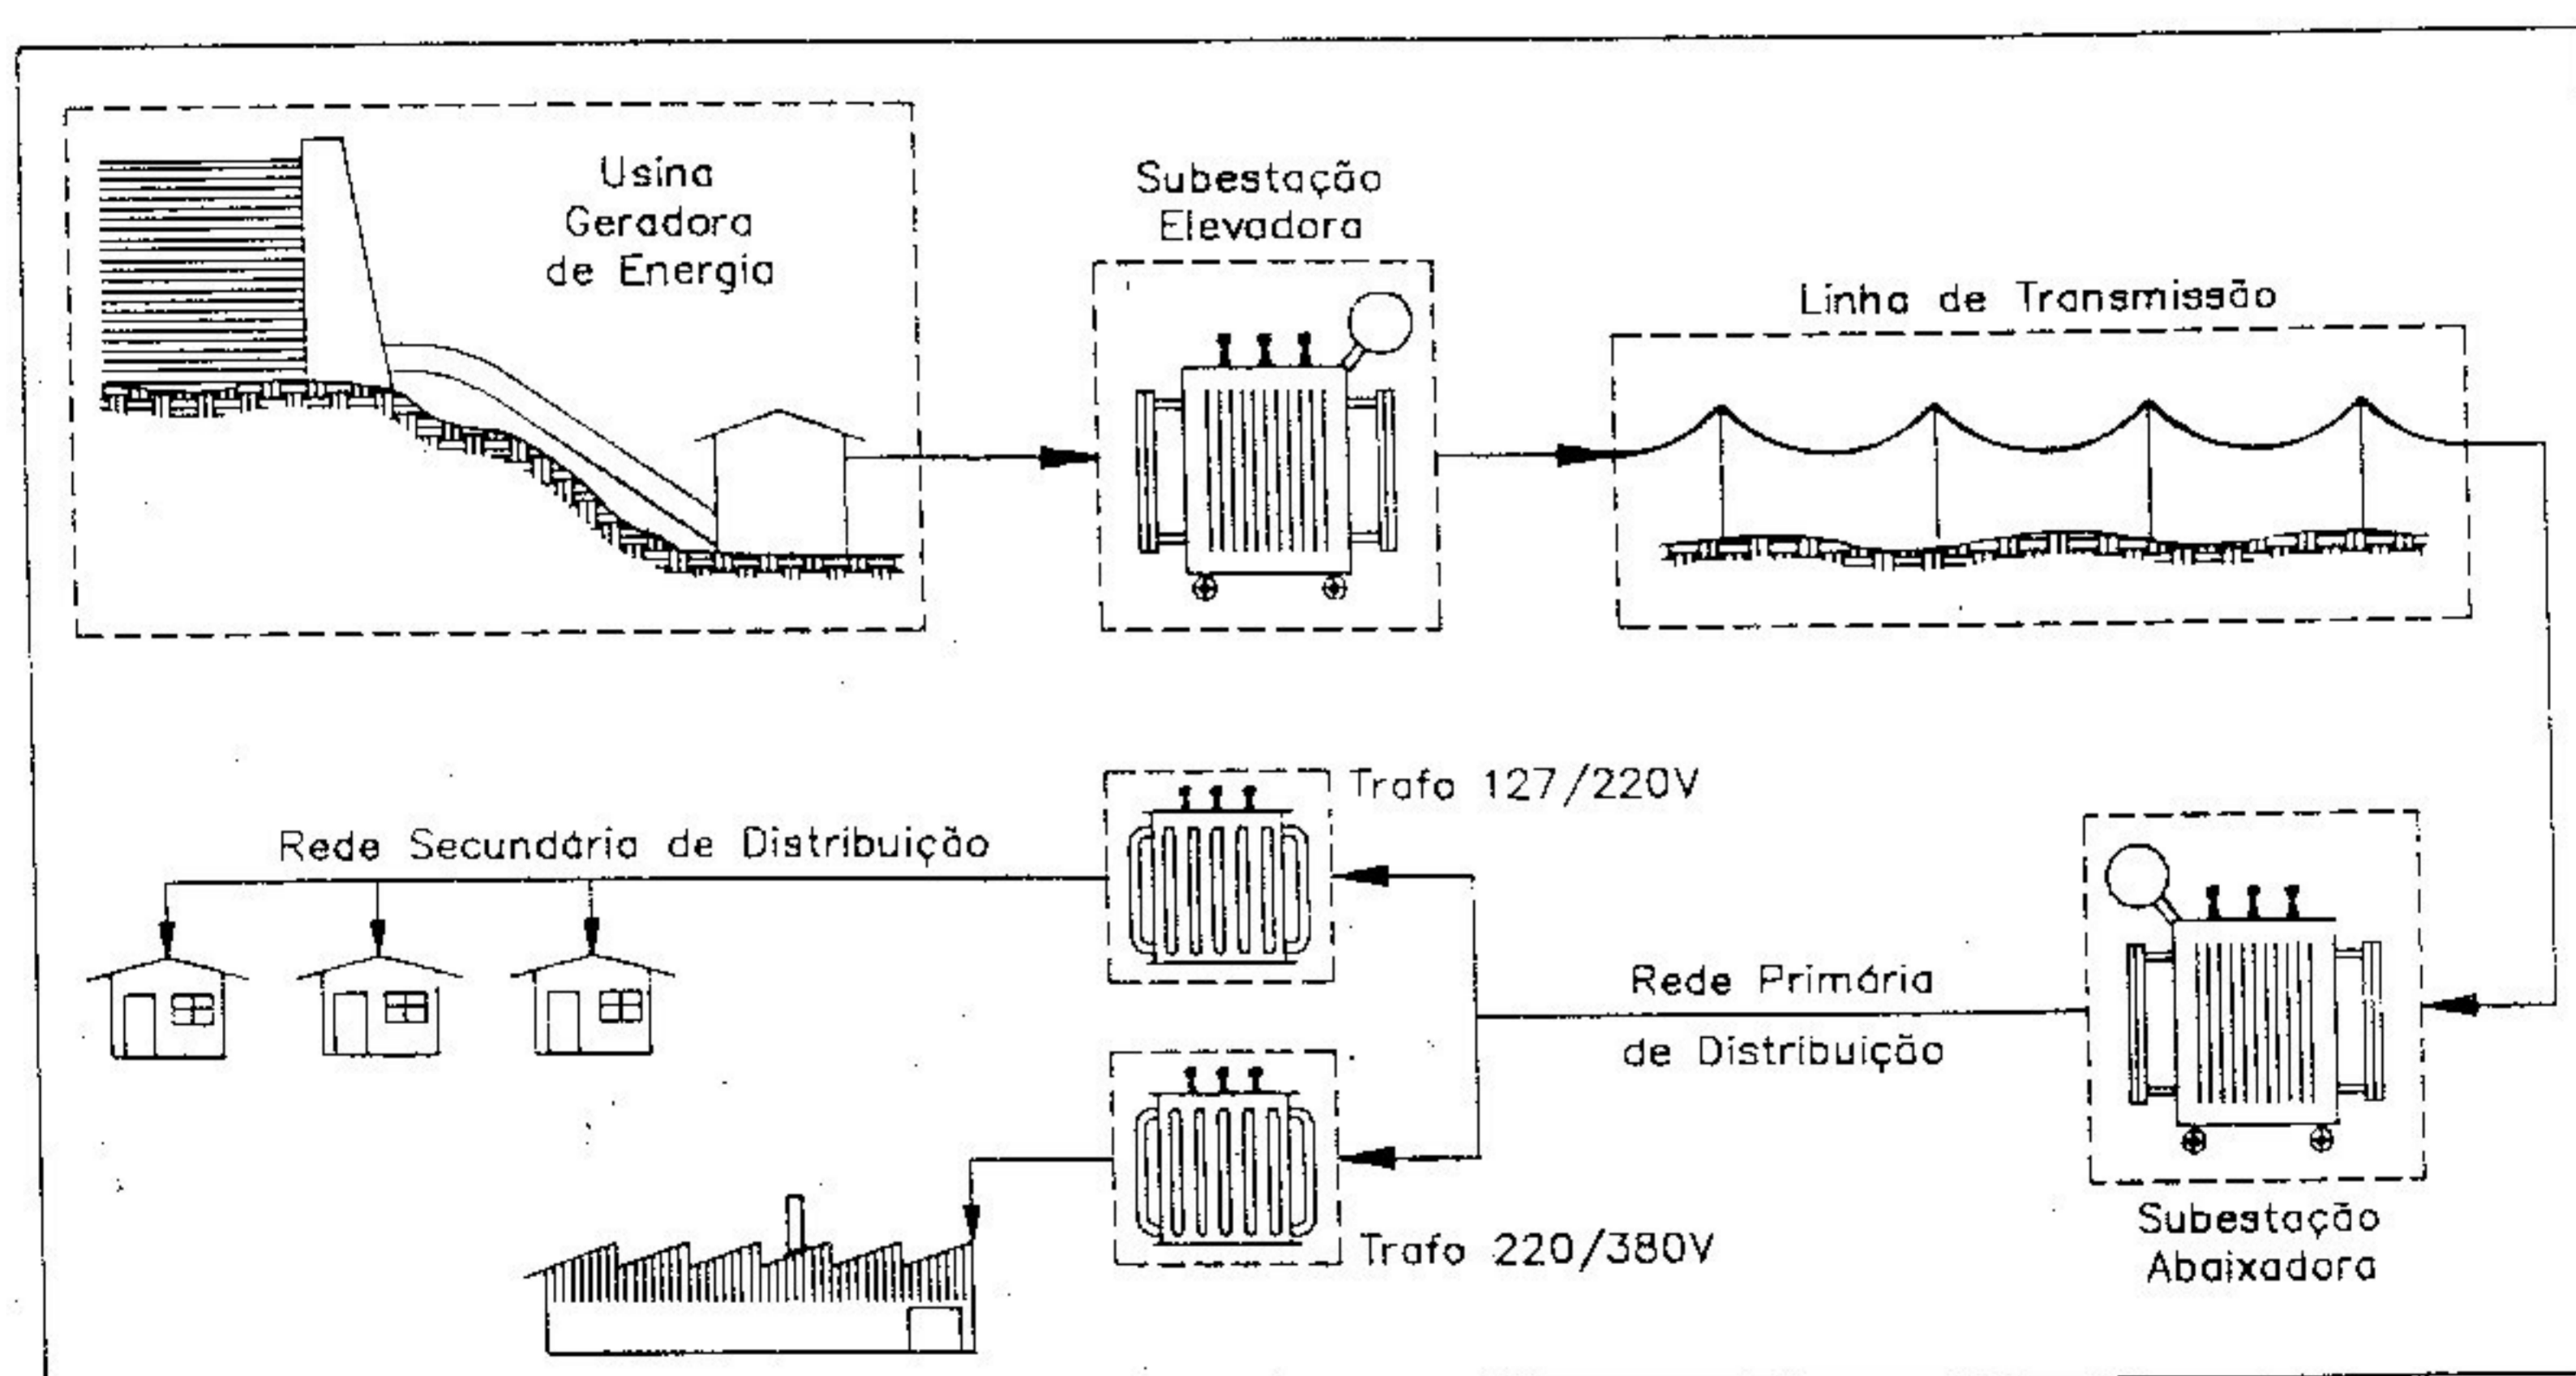 Usina
Geradora
de Energia
Subestação
Elevadora
Linha de Transmissão
Trafo 127/220V
Rede Secundária de Distribuição
Rede Primária
de Distribuição
Trafo 220/380V
Subestação
Abaixadora